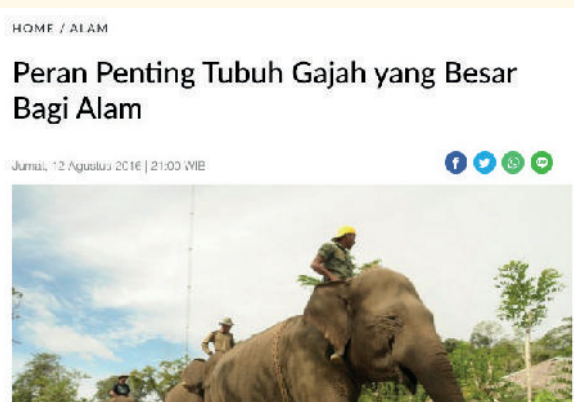 HOME / ALAM
Peran Penting Tubuh Gajah yang Besar
Bagi Alam
Jumat, 12 Agustus 2016 | 21:00 WIB